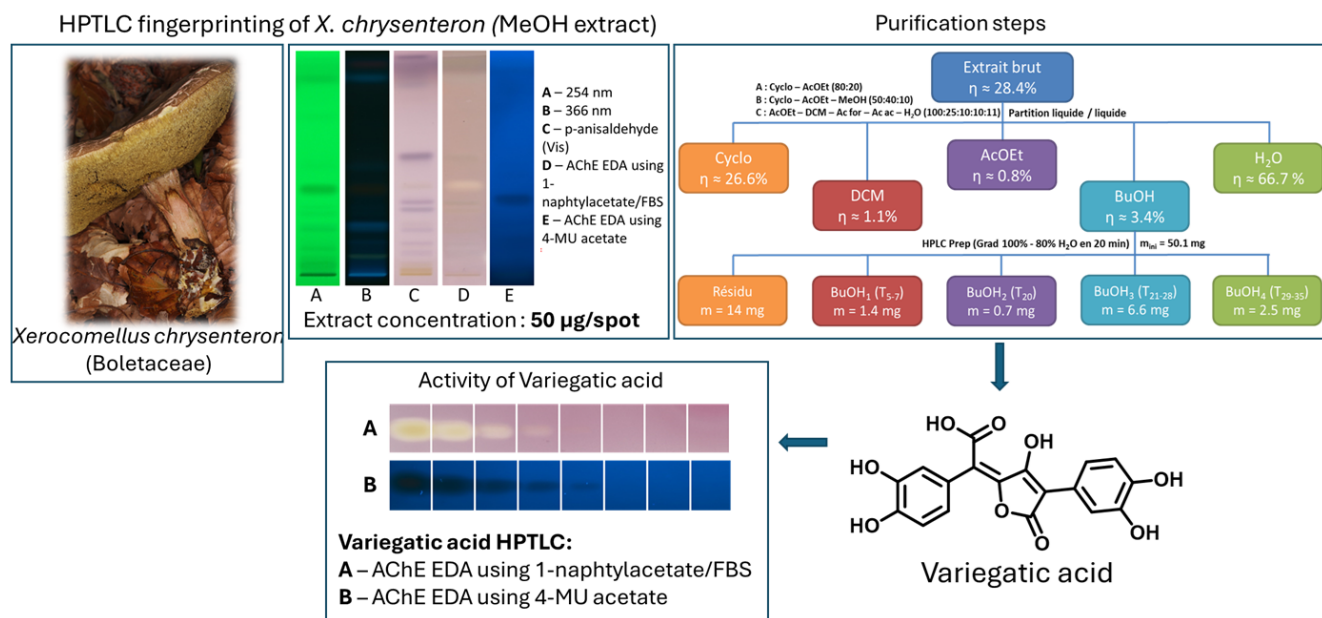 HPTLC fingerprinting of X. chrysenteron (MeOH extract)
Xerocomellus chrysenteron
(Boletaceae)
A – 254 nm
B – 366 nm
C – p-anisaldehyde
(Vis)
D – AChE EDA using
1-
naphtylacetate/FBS
E – AChE EDA using
4-MU acetate
A B C D E
Extract concentration : 50 µg/spot
Purification steps
Extrait brut
η ≈ 28.4%
A : Cyclo – AcOEt (80:20)
B : Cyclo – AcOEt – MeOH (50:40:10)
C : AcOEt – DCM – Ac for – Ac ac – H₂O (100:25:10:10:11)
Partition liquide / liquide
Cyclo
η ≈ 26.6%
DCM
η ≈ 1.1%
AcOEt
η ≈ 0.8%
BuOH
η ≈ 3.4%
H₂O
η ≈ 66.7 %
HPLC Prep (Grad 100% - 80% H₂O en 20 min)
mini = 50.1 mg
Résidu
m = 14 mg
BuOH₁ (T₅₋₇)
m = 1.4 mg
BuOH₂ (T₂₀)
m = 0.7 mg
BuOH₃ (T₂₁₋₂₈)
m = 6.6 mg
BuOH₄ (T₂₉₋₃₅)
m = 2.5 mg
Activity of Variegatic acid
A
B
Variegatic acid HPTLC:
A – AChE EDA using 1-naphtylacetate/FBS
B – AChE EDA using 4-MU acetate
HO
O
OH
HO
HO
O
O
OH
OH
Variegatic acid